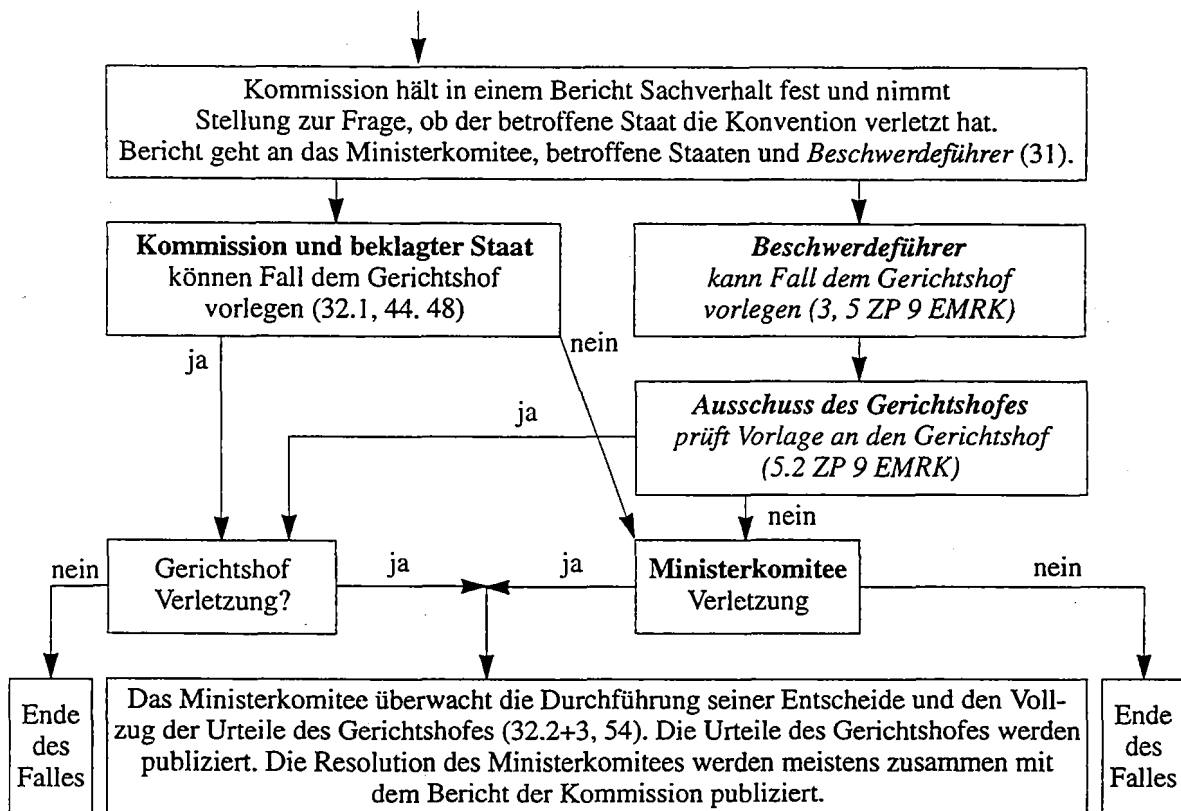 Kommission hält in einem Bericht Sachverhalt fest und nimmt
Stellung zur Frage, ob der betroffene Staat die Konvention verletzt hat.
Bericht geht an das Ministerkomitee, betroffene Staaten und Beschwerdeführer (31).
Kommission und beklagter Staat
können Fall dem Gerichtshof
vorlegen (32.1, 44. 48)
Beschwerdeführer
kann Fall dem Gerichtshof
vorlegen (3, 5 ZP 9 EMRK)
ja
nein
ja
Ausschuss des Gerichtshofes
prüft Vorlage an den Gerichtshof
(5.2 ZP 9 EMRK)
nein
nein
Gerichtshof
Verletzung?
ja
ja
Ministerkomitee
Verletzung
nein
Ende
des
Falles
Das Ministerkomitee überwacht die Durchführung seiner Entscheide und den Voll-
zug der Urteile des Gerichtshofes (32.2+3, 54). Die Urteile des Gerichtshofes werden
publiziert. Die Resolution des Ministerkomitees werden meistens zusammen mit
dem Bericht der Kommission publiziert.
Ende
des
Falles